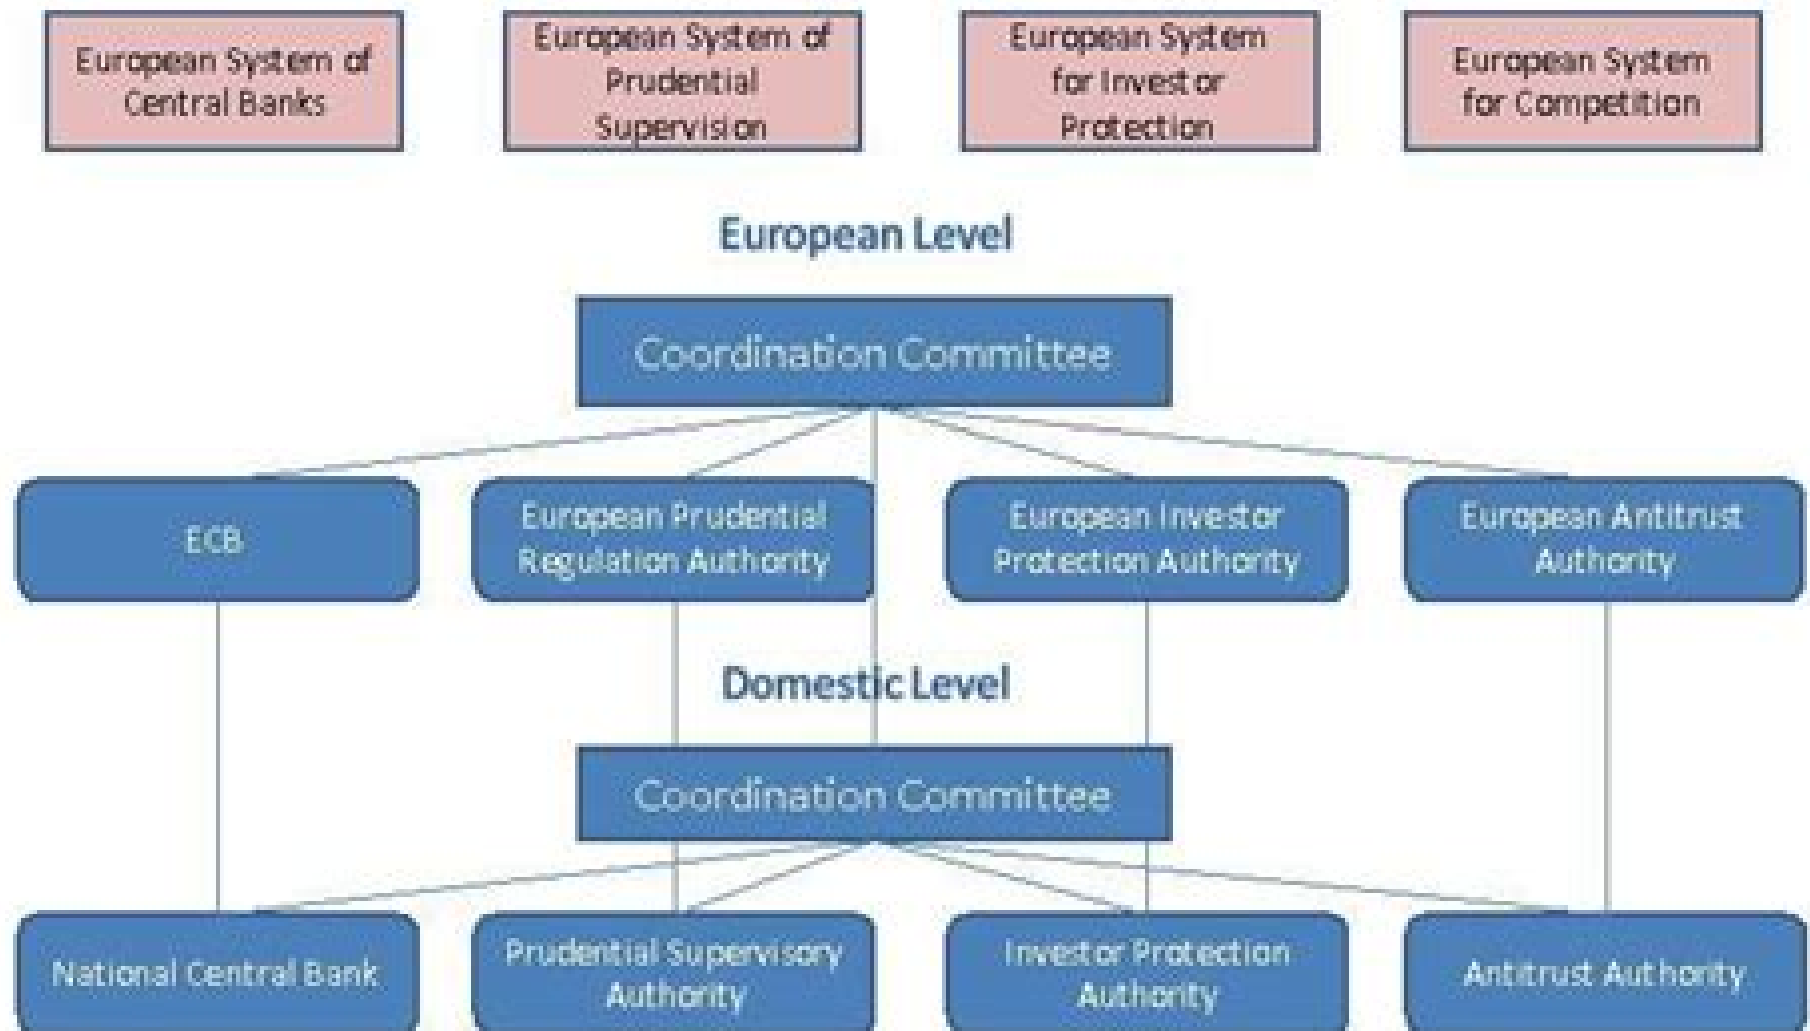 European System of
Central Banks
European System of
Prudential
Supervision
European System
for Investor
Protection
European System
for Competition
European Level
Coordination Committee
ECB
European Prudential
Regulation Authority
European Investor
Protection Authority
European Antitrust
Authority
Domestic Level
Coordination Committee
National Central Bank
Prudential Supervisory
Authority
Investor Protection
Authority
Antitrust Authority